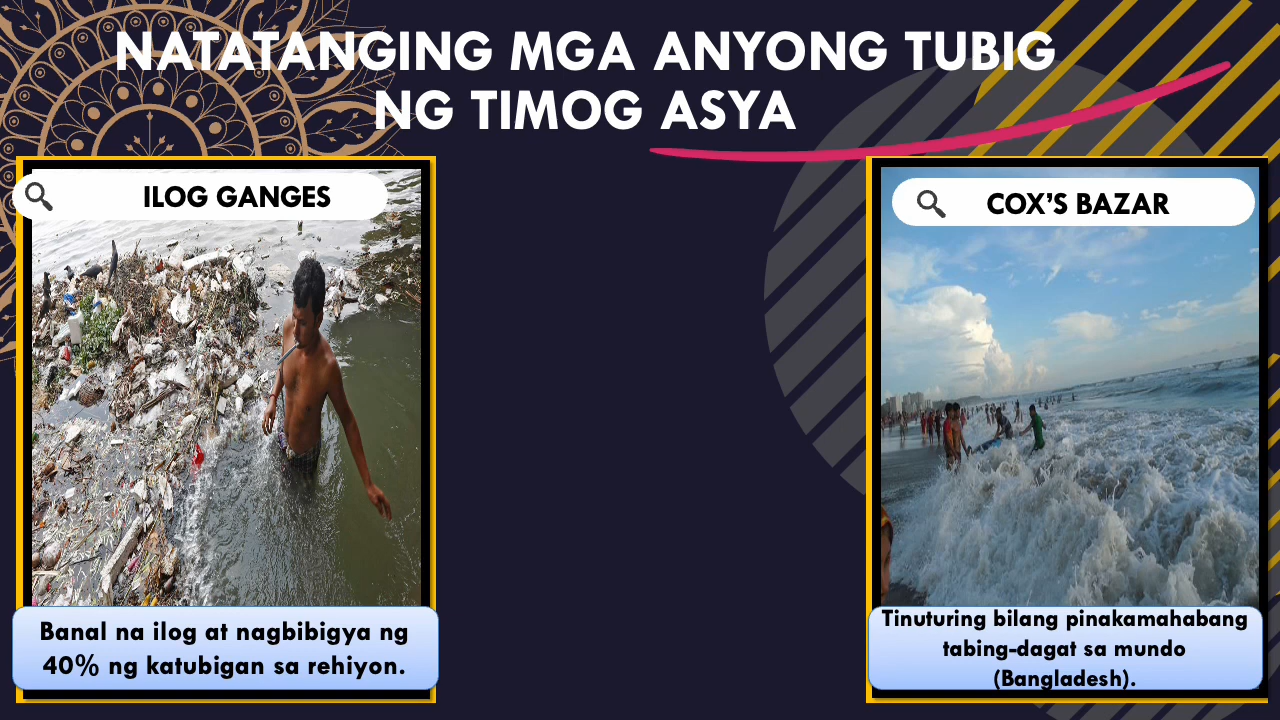 NATATANGING MGA ANYONG TUBIG
NG TIMOG ASYA
ILOG GANGES
Banal na ilog at nagbibigya ng
40% ng katubigan sa rehiyon.
COX'S BAZAR
Tinuturing bilang pinakamahabang
tabing-dagat sa mundo
(Bangladesh).